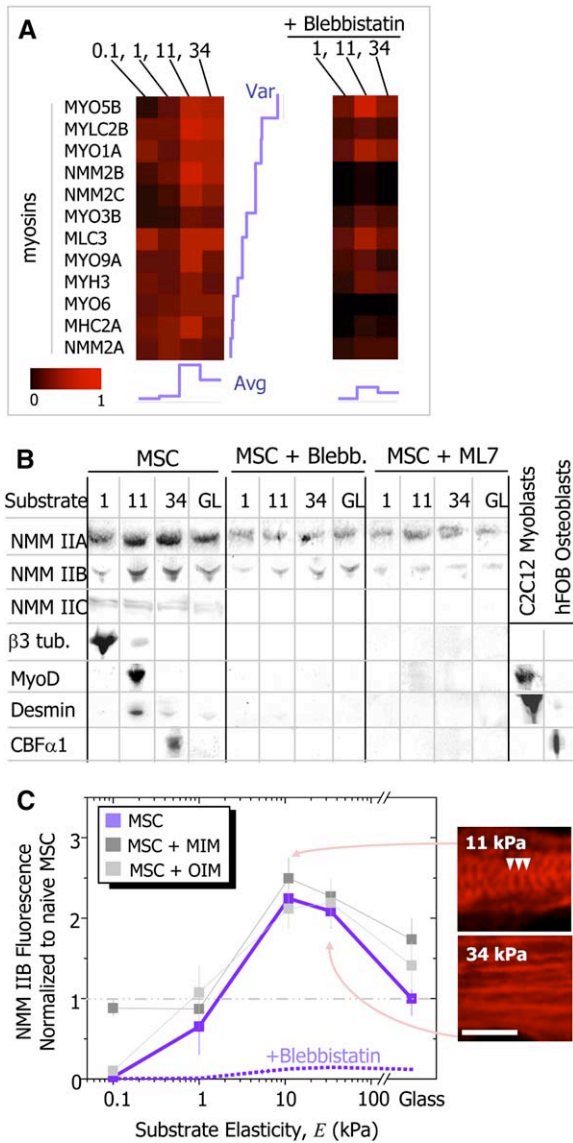 A
+ Blebbistatin
0.1, 1, 11, 34
1, 11, 34
Var
myosins
MYO5B
MYLC2B
MYO1A
NMM2B
NMM2C
MYO3B
MLC3
MYO9A
MYH3
MYO6
MHC2A
NMM2A
0 1
Avg
B
MSC MSC + Blebb. MSC + ML7
Substrate 1 11 34 GL 1 11 34 GL 1 11 34 GL
C2C12 Myoblasts
hFOB Osteoblasts
NMM IIA
NMM IIB
NMM IIC
β3 tub.
MyoD
Desmin
CBFα1
C
MSC
MSC + MIM
MSC + OIM
NMM IIB Fluorescence
Normalized to naive MSC
3
2
1
0
+Blebbistatin
0.1 1 10 100 Glass
Substrate Elasticity, E (kPa)
11 kPa
34 kPa